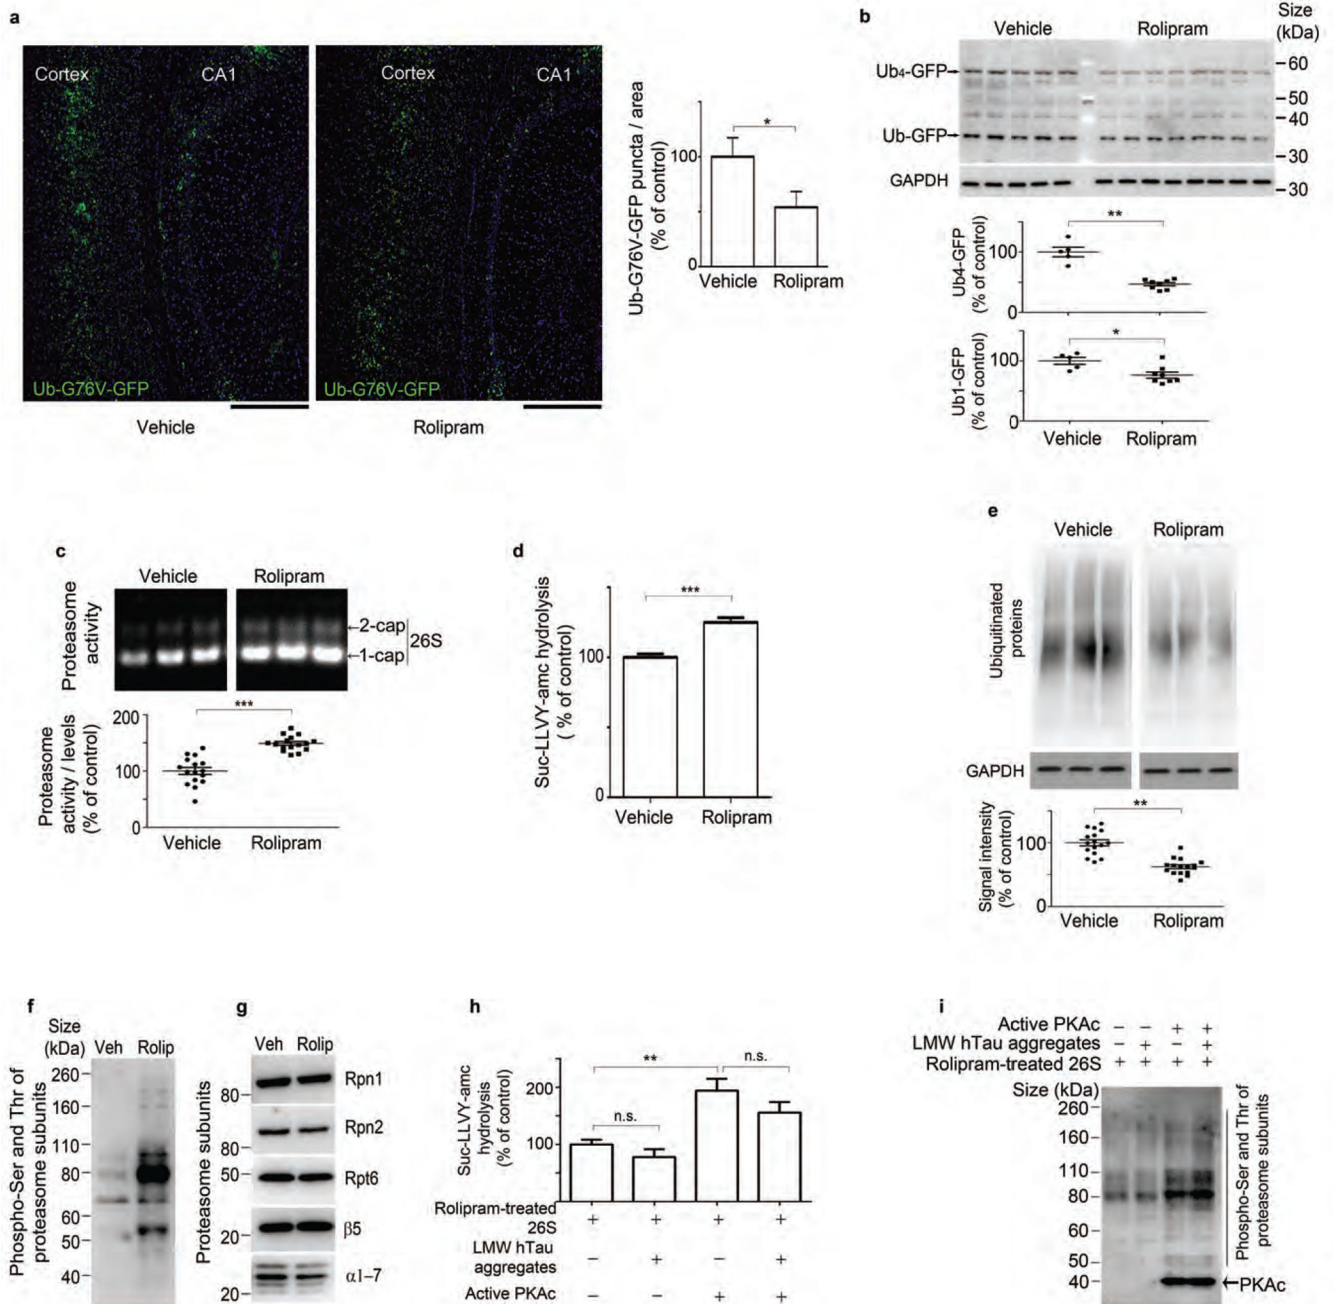 a
Cortex CA1
Ub-G76V-GFP
Vehicle
Cortex CA1
Ub-G76V-GFP
Rolipram
Ub-G76V-GFP puncta / area
(% of control)
100
0
*
Vehicle Rolipram
b
Vehicle Rolipram
Size
(kDa)
Ub4-GFP
Ub-GFP
GAPDH
60
50
40
30
30
Ub4-GFP
(% of control)
100
0
**
Ub1-GFP
(% of control)
100
0
*
Vehicle Rolipram
c
Vehicle Rolipram
Proteasome
activity
←2-cap
←1-cap
26S
Proteasome
activity / levels
(% of control)
200
100
0
***
Vehicle Rolipram
d
Suc-LLVY-amc hydrolysis
( % of control)
100
0
***
Vehicle Rolipram
e
Vehicle Rolipram
Ubiquitinated
proteins
GAPDH
Signal intensity
(% of control)
100
0
**
Vehicle Rolipram
f
Size
(kDa)
Veh Rolip
Phospho-Ser and Thr of
proteasome subunits
260
160
110
80
60
50
40
g
Veh Rolip
Proteasome subunits
80 Rpn1
80 Rpn2
50 Rpt6
20 β5
20 α1–7
h
Suc-LLVY-amc
hydrolysis
(% of control)
200
100
** n.s.
n.s.
Rolipram-treated
26S
+ + + +
LMW hTau
aggregates
– + – +
Active PKAc – – + +
i
Active PKAc – – + +
LMW hTau aggregates – + – +
Rolipram-treated 26S + + + +
Size (kDa)
260
160
110
80
60
50
40
Phospho-Ser and Thr of
proteasome subunits
←PKAc